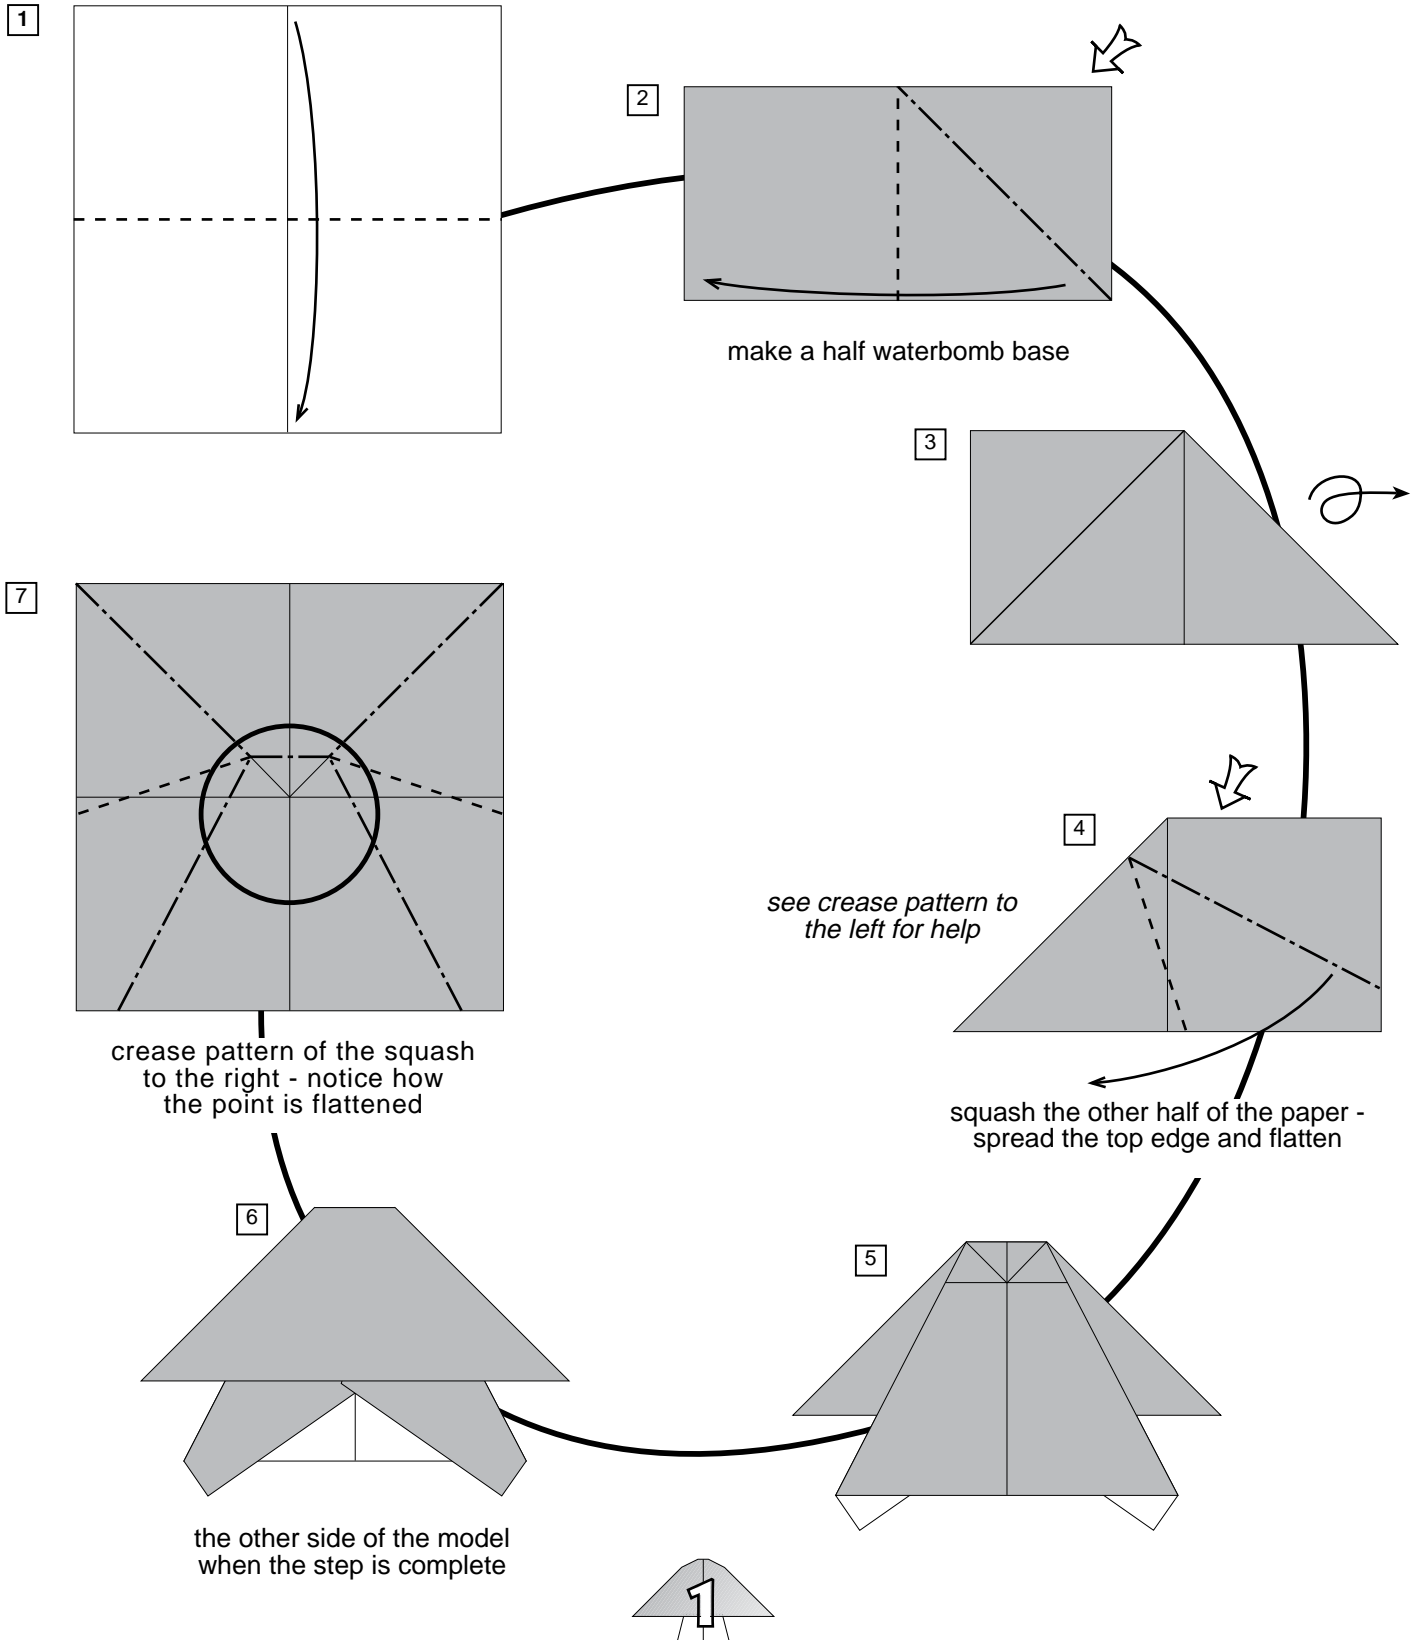 1
2
make a half waterbomb base
3
4
see crease pattern to
the left for help
squash the other half of the paper -
spread the top edge and flatten
5
6
the other side of the model
when the step is complete
7
crease pattern of the squash
to the right - notice how
the point is flattened
1